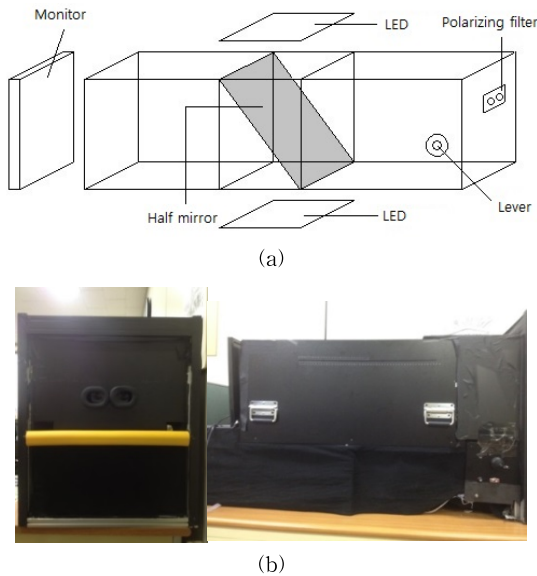 Monitor
LED
Polarizing filter
Half mirror
LED
Lever
(a)
(b)